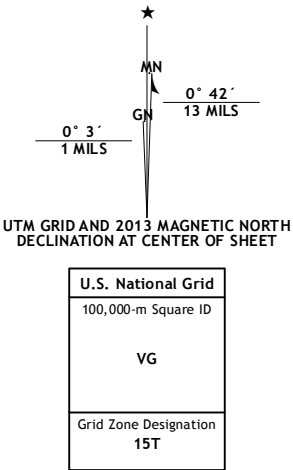 ★
MN
0° 42´
13 MILS
GN
0° 3´
1 MILS
UTM GRID AND 2013 MAGNETIC NORTH
DECLINATION AT CENTER OF SHEET
U.S. National Grid
100,000-m Square ID
VG
Grid Zone Designation
15T